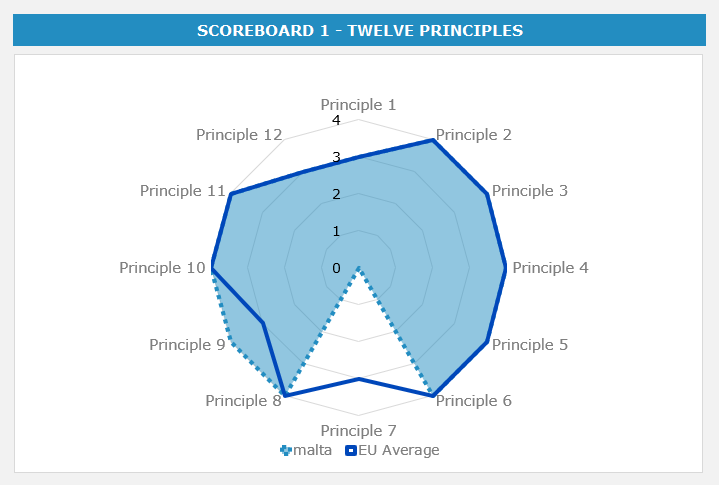 SCOREBOARD 1 - TWELVE PRINCIPLES
Principle 1
Principle 2
Principle 3
Principle 4
Principle 5
Principle 6
Principle 7
Principle 8
Principle 9
Principle 10
Principle 11
Principle 12
4
3
2
1
0
malta
EU Average